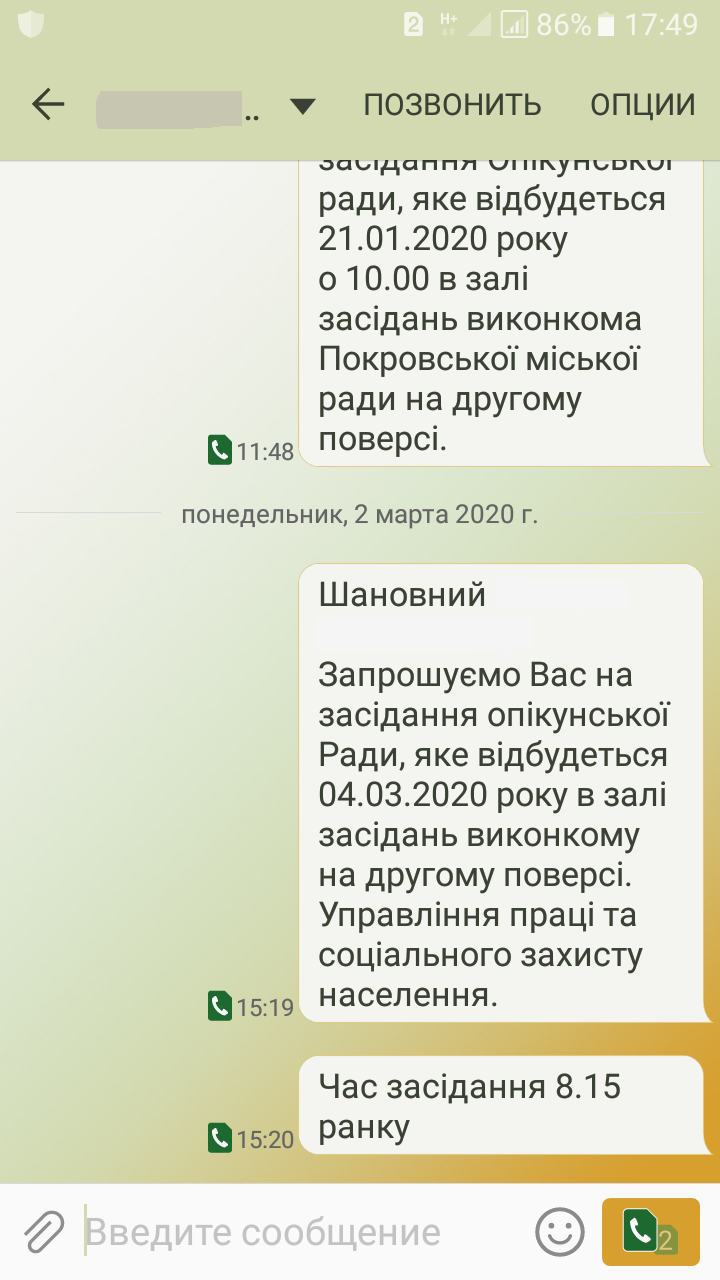 2 H+ 86% 17:49
.. ПОЗВОНИТЬ ОПЦИИ
засідання Опікунської
ради, яке відбудеться
21.01.2020 року
о 10.00 в залі
засідань виконкома
Покровської міської
ради на другому
поверсі.
11:48
понедельник, 2 марта 2020 г.
Шановний
Запрошуємо Вас на
засідання опікунської
Ради, яке відбудеться
04.03.2020 року в залі
засідань виконкому
на другому поверсі.
Управління праці та
соціального захисту
населення.
15:19
Час засідання 8.15
ранку
15:20
Введите сообщение
2